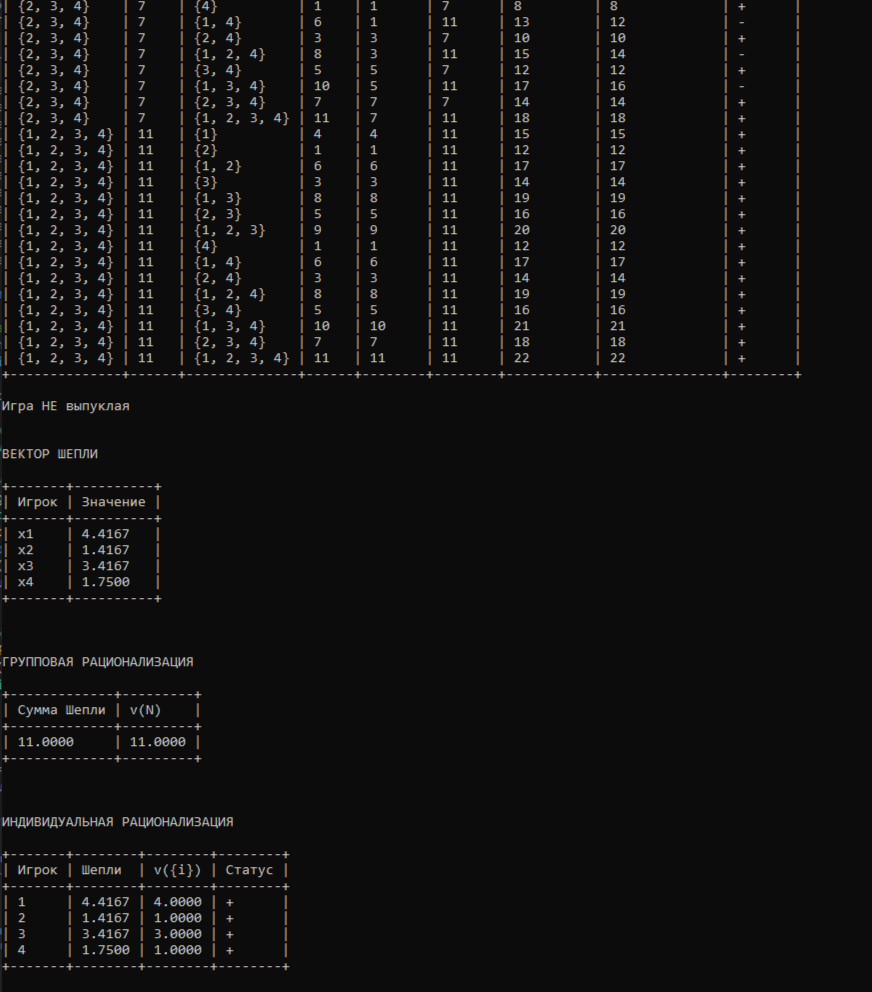 | {2, 3, 4}    | 7    | {4}          | 1    | 1      | 7      | 8         | 8             | +      |
| {2, 3, 4}    | 7    | {1, 4}       | 6    | 1      | 11     | 13        | 12            | -      |
| {2, 3, 4}    | 7    | {2, 4}       | 3    | 3      | 7      | 10        | 10            | +      |
| {2, 3, 4}    | 7    | {1, 2, 4}    | 8    | 3      | 11     | 15        | 14            | -      |
| {2, 3, 4}    | 7    | {3, 4}       | 5    | 5      | 7      | 12        | 12            | +      |
| {2, 3, 4}    | 7    | {1, 3, 4}    | 10   | 5      | 11     | 17        | 16            | -      |
| {2, 3, 4}    | 7    | {2, 3, 4}    | 7    | 7      | 7      | 14        | 14            | +      |
| {2, 3, 4}    | 7    | {1, 2, 3, 4} | 11   | 7      | 11     | 18        | 18            | +      |
| {1, 2, 3, 4} | 11   | {1}          | 4    | 4      | 11     | 15        | 15            | +      |
| {1, 2, 3, 4} | 11   | {2}          | 1    | 1      | 11     | 12        | 12            | +      |
| {1, 2, 3, 4} | 11   | {1, 2}       | 6    | 6      | 11     | 17        | 17            | +      |
| {1, 2, 3, 4} | 11   | {3}          | 3    | 3      | 11     | 14        | 14            | +      |
| {1, 2, 3, 4} | 11   | {1, 3}       | 8    | 8      | 11     | 19        | 19            | +      |
| {1, 2, 3, 4} | 11   | {2, 3}       | 5    | 5      | 11     | 16        | 16            | +      |
| {1, 2, 3, 4} | 11   | {1, 2, 3}    | 9    | 9      | 11     | 20        | 20            | +      |
| {1, 2, 3, 4} | 11   | {4}          | 1    | 1      | 11     | 12        | 12            | +      |
| {1, 2, 3, 4} | 11   | {1, 4}       | 6    | 6      | 11     | 17        | 17            | +      |
| {1, 2, 3, 4} | 11   | {2, 4}       | 3    | 3      | 11     | 14        | 14            | +      |
| {1, 2, 3, 4} | 11   | {1, 2, 4}    | 8    | 8      | 11     | 19        | 19            | +      |
| {1, 2, 3, 4} | 11   | {3, 4}       | 5    | 5      | 11     | 16        | 16            | +      |
| {1, 2, 3, 4} | 11   | {1, 3, 4}    | 10   | 10     | 11     | 21        | 21            | +      |
| {1, 2, 3, 4} | 11   | {2, 3, 4}    | 7    | 7      | 11     | 18        | 18            | +      |
| {1, 2, 3, 4} | 11   | {1, 2, 3, 4} | 11   | 11     | 11     | 22        | 22            | +      |
Игра НЕ выпуклая
ВЕКТОР ШЕПЛИ
| Игрок | Значение |
| x1    | 4.4167   |
| x2    | 1.4167   |
| x3    | 3.4167   |
| x4    | 1.7500   |
ГРУППОВАЯ РАЦИОНАЛИЗАЦИЯ
| Сумма Шепли | v(N)    |
| 11.0000     | 11.0000 |
ИНДИВИДУАЛЬНАЯ РАЦИОНАЛИЗАЦИЯ
| Игрок | Шепли  | v({i}) | Статус |
| 1     | 4.4167 | 4.0000 | +      |
| 2     | 1.4167 | 1.0000 | +      |
| 3     | 3.4167 | 3.0000 | +      |
| 4     | 1.7500 | 1.0000 | +      |